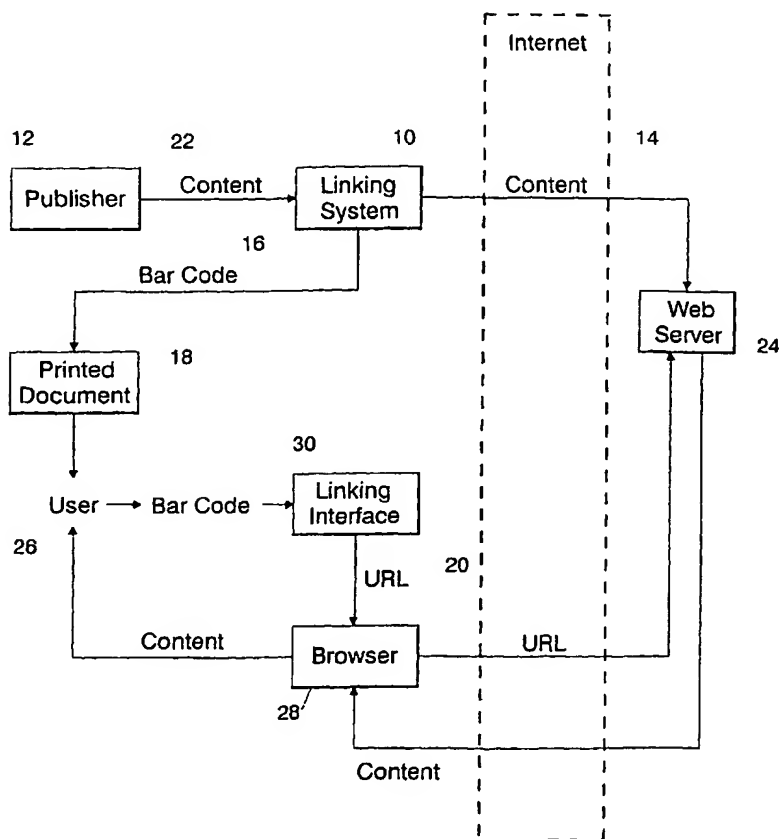 Internet
12
22
10
14
Publisher
Content
Linking
System
Content
16
Bar Code
Web
Server
24
18
Printed
Document
30
User
Bar Code
Linking
Interface
26
20
URL
Content
Browser
URL
28
Content